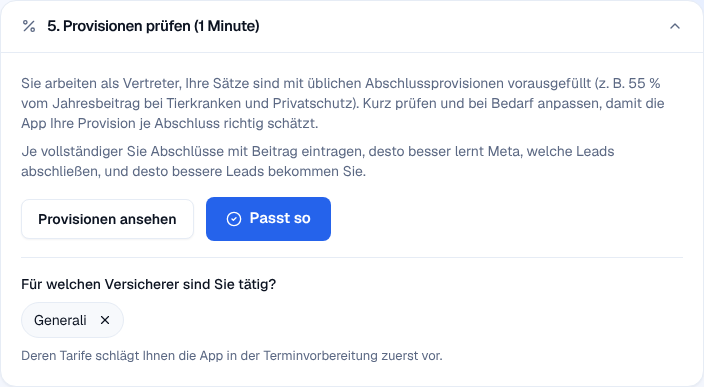 5. Provisionen prüfen (1 Minute)
Sie arbeiten als Vertreter, Ihre Sätze sind mit üblichen Abschlussprovisionen vorausgefüllt (z. B. 55 %
vom Jahresbeitrag bei Tierkranken und Privatschutz). Kurz prüfen und bei Bedarf anpassen, damit die
App Ihre Provision je Abschluss richtig schätzt.
Je vollständiger Sie Abschlüsse mit Beitrag eintragen, desto besser lernt Meta, welche Leads
abschließen, und desto bessere Leads bekommen Sie.
Provisionen ansehen
Passt so
Für welchen Versicherer sind Sie tätig?
Generali
Deren Tarife schlägt Ihnen die App in der Terminvorbereitung zuerst vor.